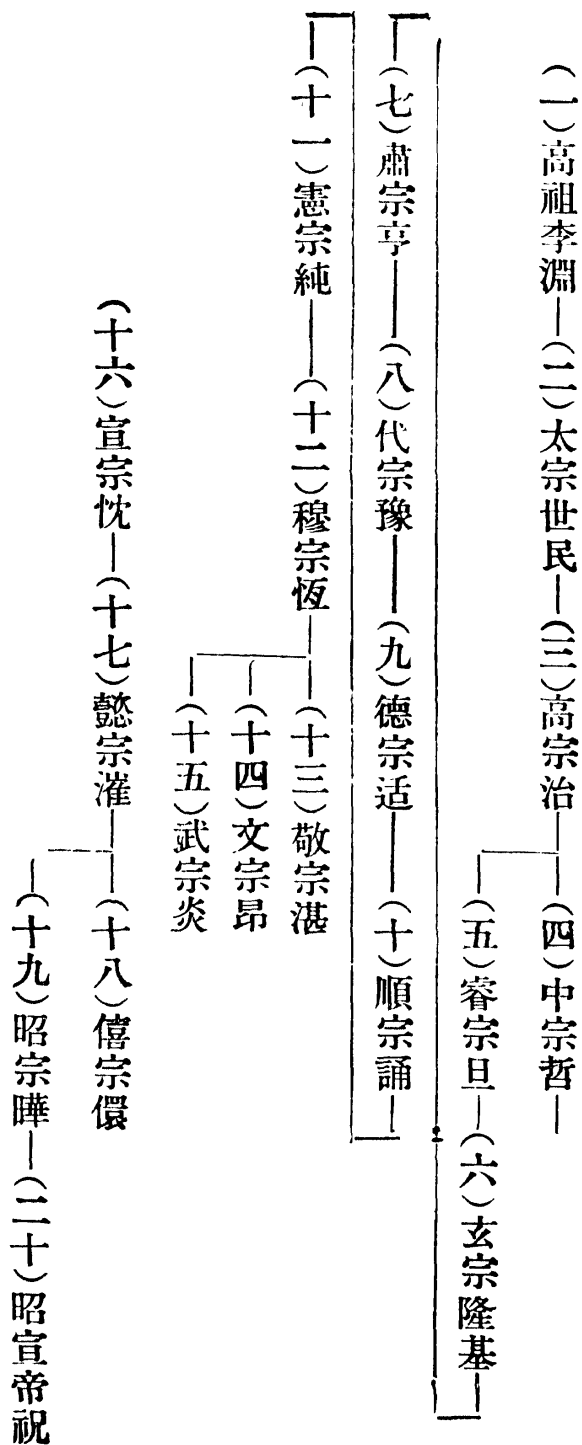 (一)高祖李淵—(二)太宗世民—(三)高宗治
(四)中宗哲
(五)睿宗旦—(六)玄宗隆基
(七)肅宗亨—(八)代宗豫—(九)德宗适—(十)順宗誦
(十一)憲宗純—(十二)穆宗恆
(十三)敬宗湛
(十四)文宗昂
(十五)武宗炎
(十六)宣宗忱—(十七)懿宗漼
(十八)僖宗儇
(十九)昭宗曄—(二十)昭宣帝祝